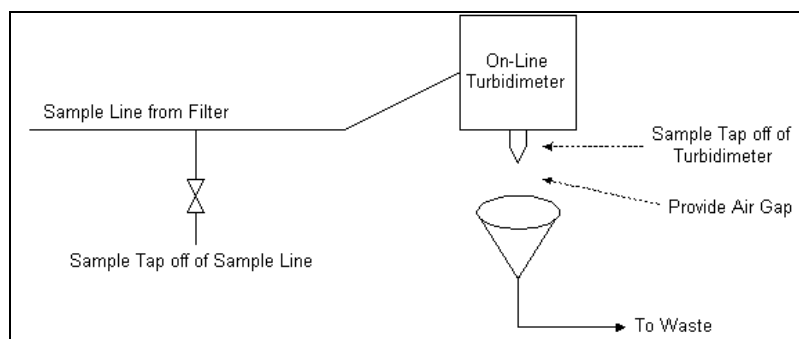 On-Line
Turbidimeter
Sample Line from Filter
Sample Tap off of
Turbidimeter
Provide Air Gap
Sample Tap off of Sample Line
To Waste